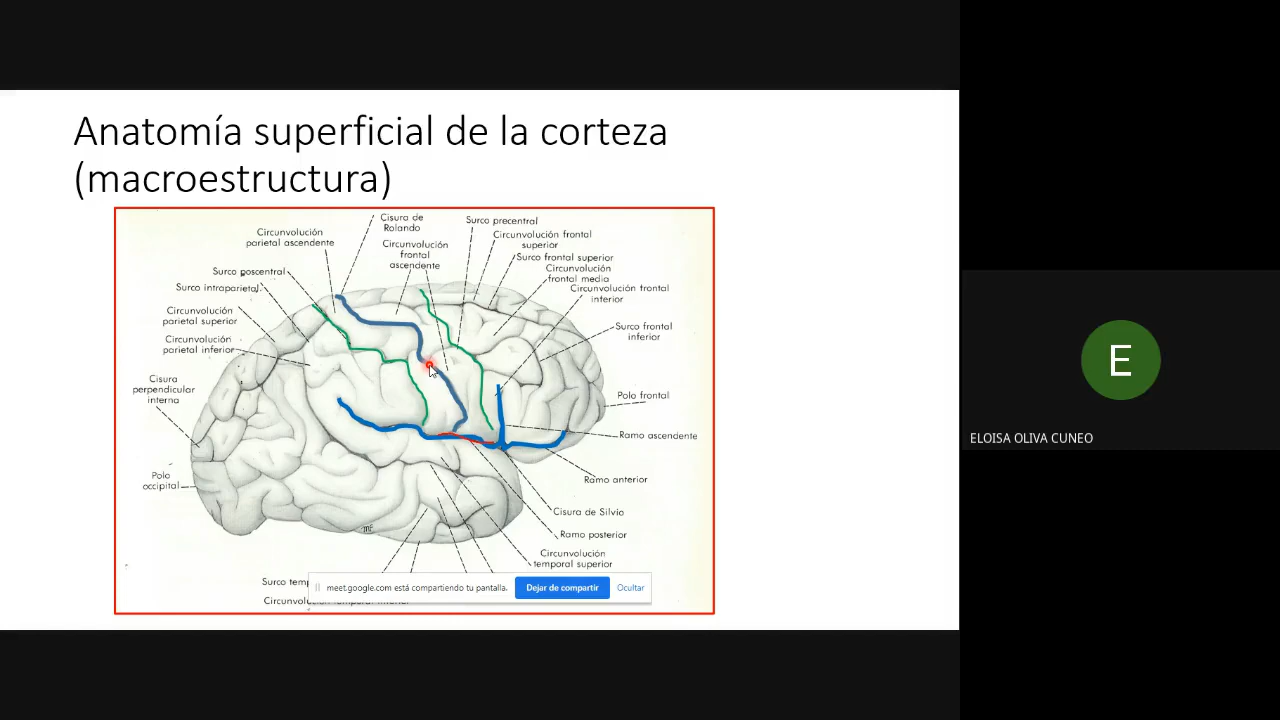 Anatomía superficial de la corteza
(macroestructura)
Cisura de
Rolando
Surco precentral
Circunvolución
parietal ascendente
Circunvolución
frontal
ascendente
Circunvolución frontal
superior
Surco frontal superior
Circunvolución
frontal media
Surco poscentral
Surco intraparietal
Circunvolución frontal
inferior
Circunvolución
parietal superior
Surco frontal
inferior
Circunvolución
parietal inferior
Cisura
perpendicular
interna
Polo frontal
Ramo ascendente
Polo
occipital
Ramo anterior
Cisura de Silvio
Ramo posterior
Circunvolución
temporal superior
Surco temp
meet.google.com está compartiendo tu pantalla.
Dejar de compartir
Ocultar
E
ELOISA OLIVA CUNEO